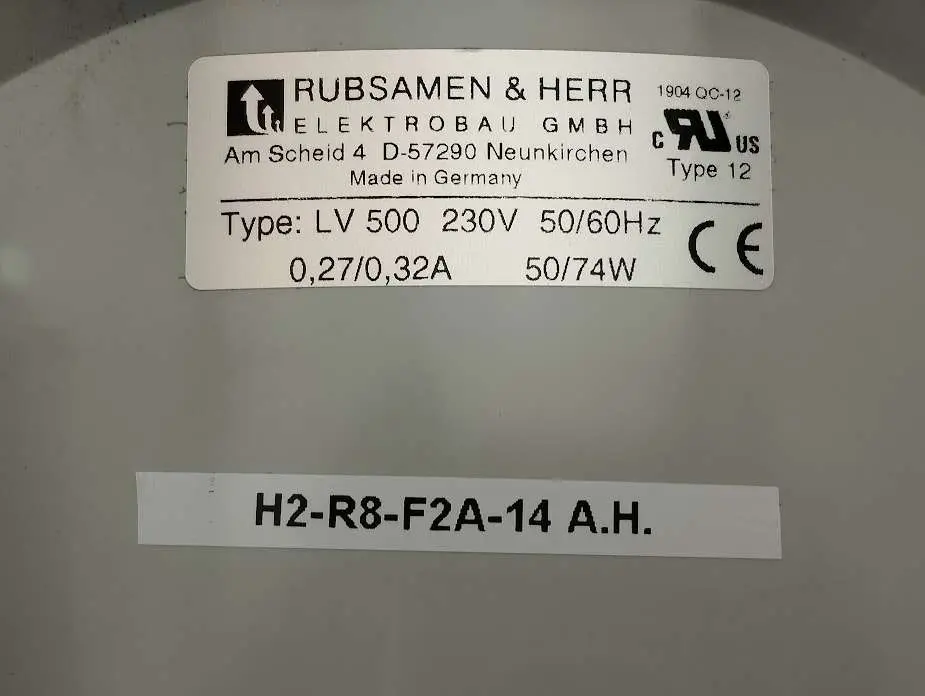 RUBSAMEN & HERR
ELEKTROBAU GMBH
Am Scheid 4 D-57290 Neunkirchen
Made in Germany
1904 QC-12
C RU US
Type 12
Type: LV 500 230V 50/60Hz
0,27/0,32A 50/74W
CE
H2-R8-F2A-14 A.H.